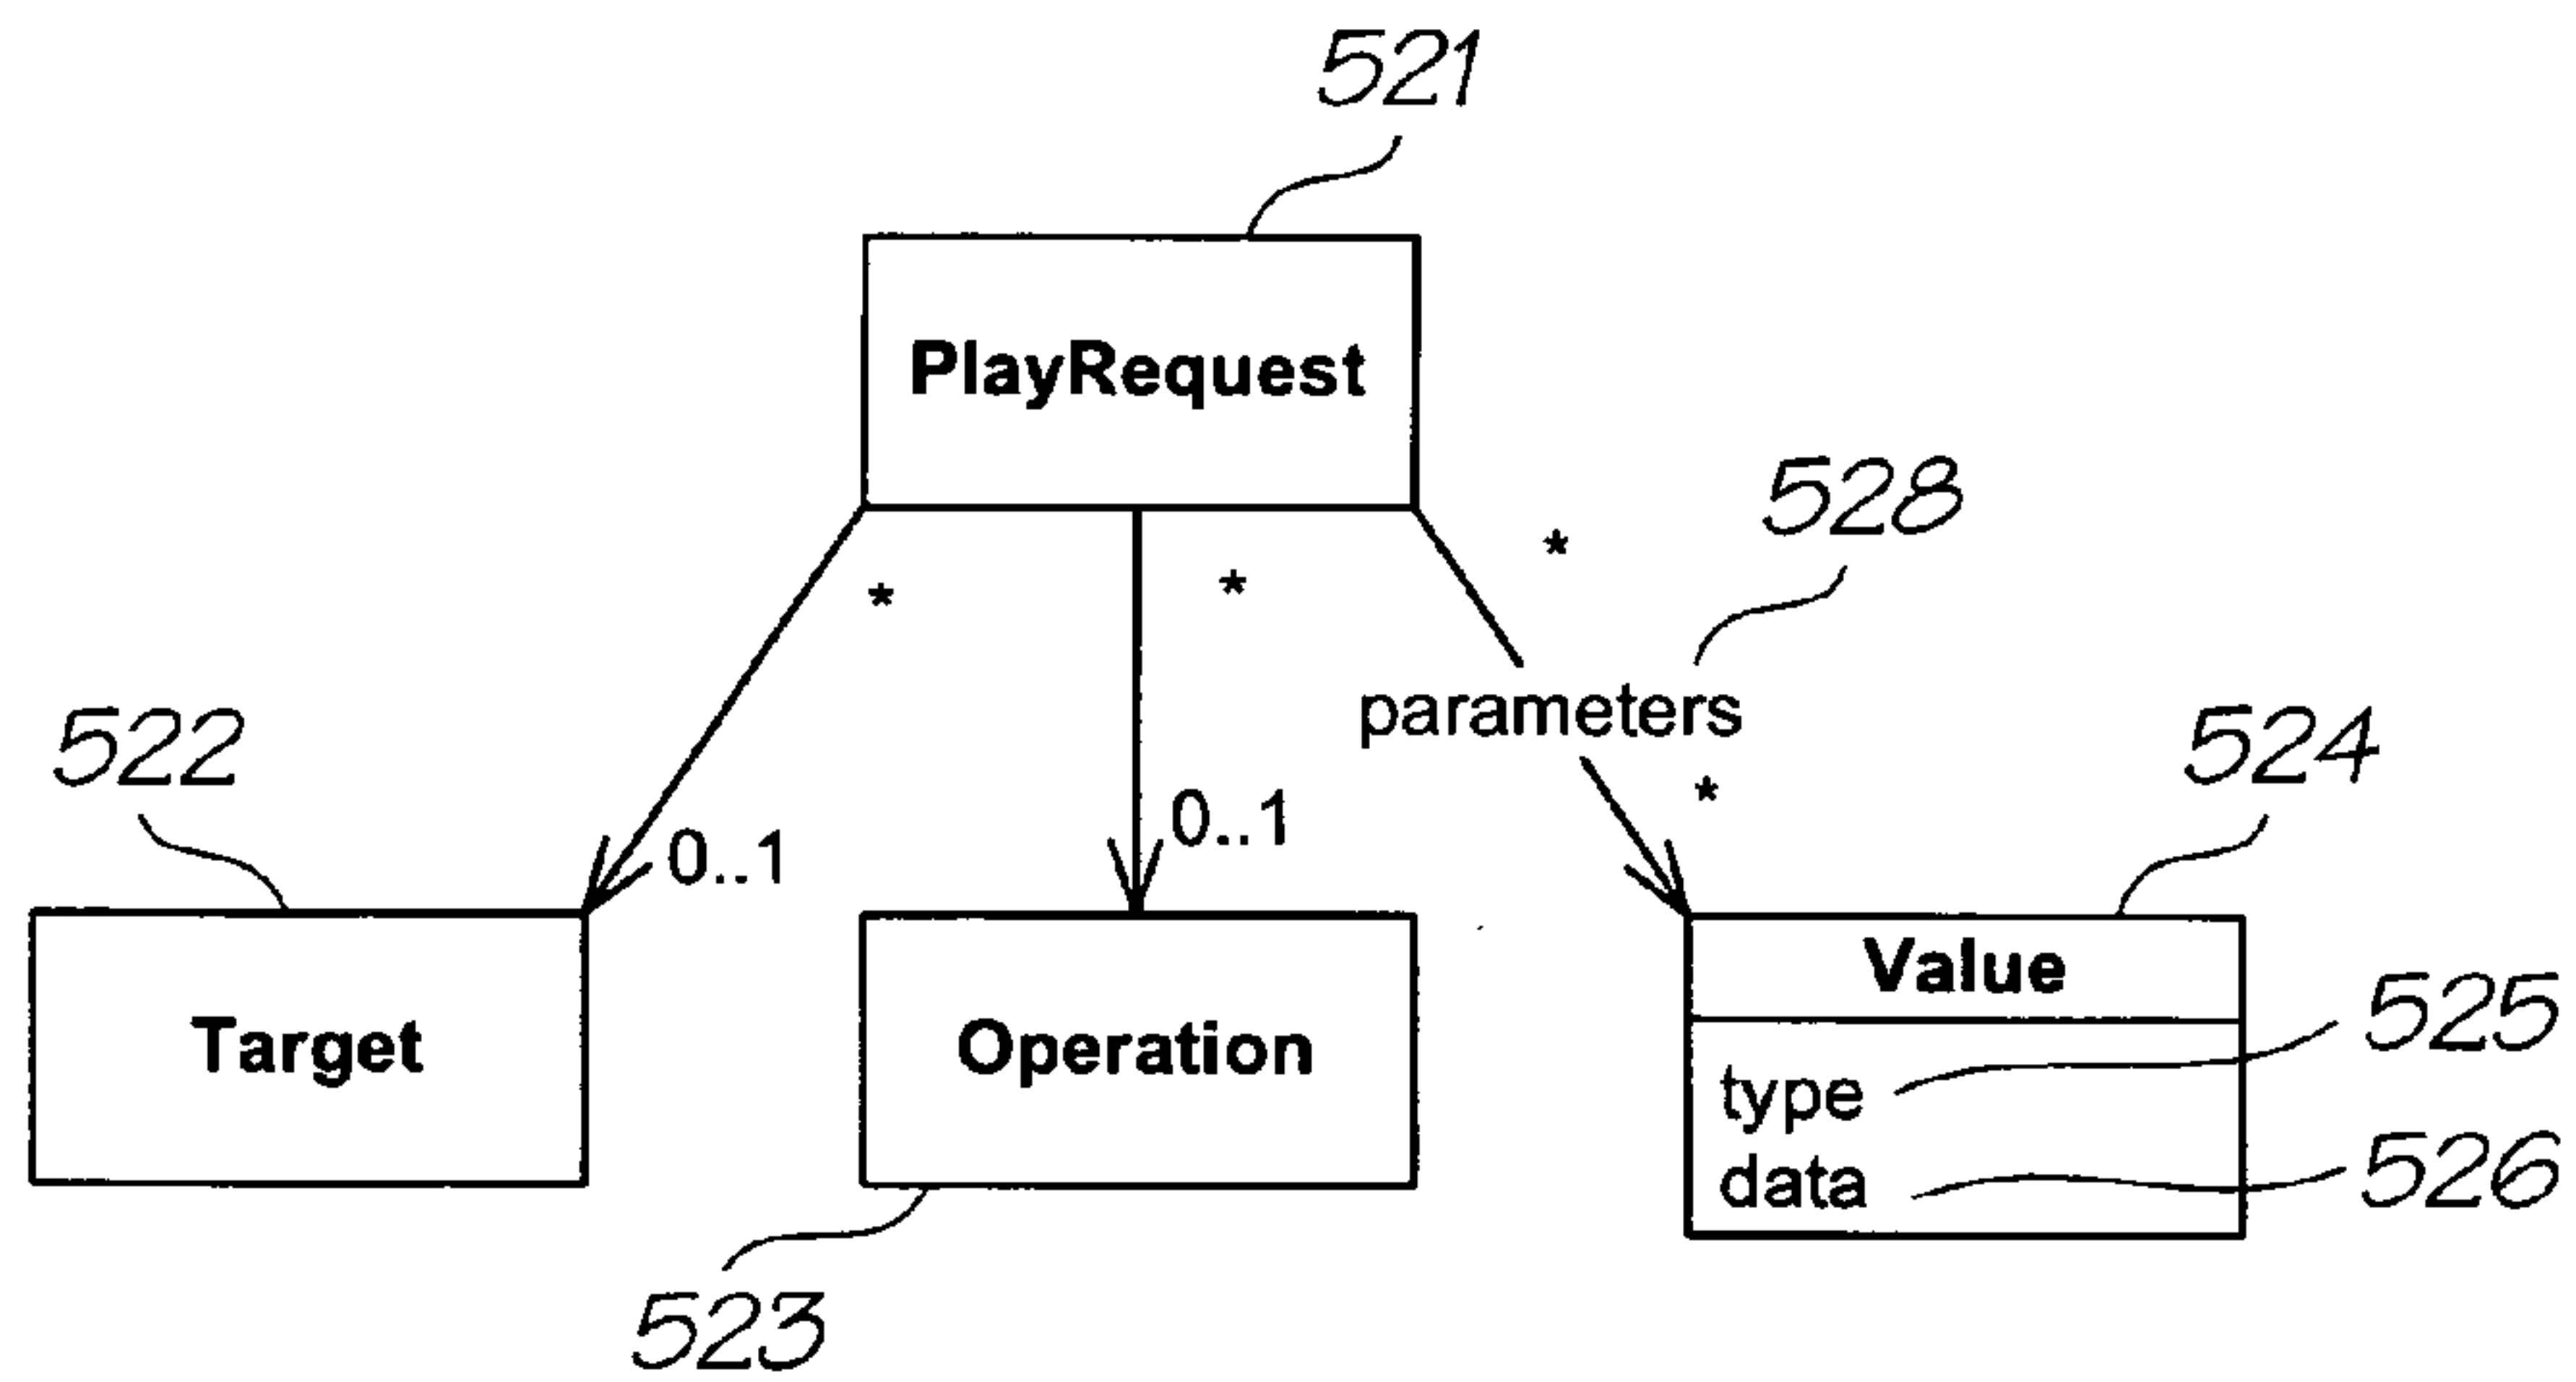 521
PlayRequest
528
*
*
*
parameters
522
524
*
0..1
0..1
Value
525
Target
Operation
type
data
526
523